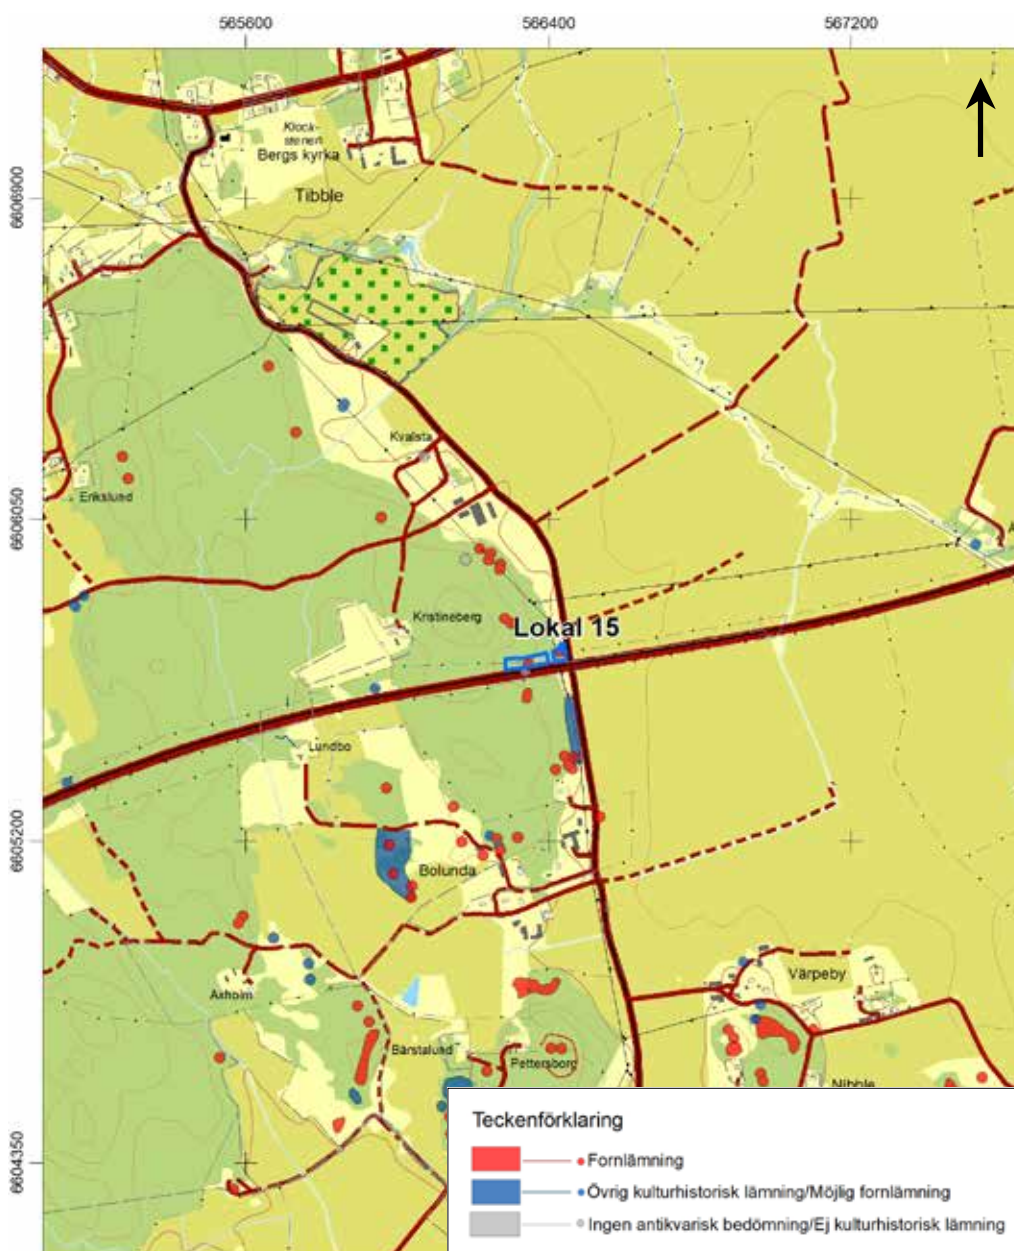 565600
566400
567200
6606900
6606050
6605200
6604350
Klock-
stenen
Bergs kyrka
Tibble
Kvalsta
Erikslund
Kristineberg
Lokal 15
Lundbo
Bolunda
Axholm
Värpeby
Bärstalund
Pettersborg
Nibble
Teckenförklaring
Fornlämning
Övrig kulturhistorisk lämning/Möjlig fornlämning
Ingen antikvarisk bedömning/Ej kulturhistorisk lämning